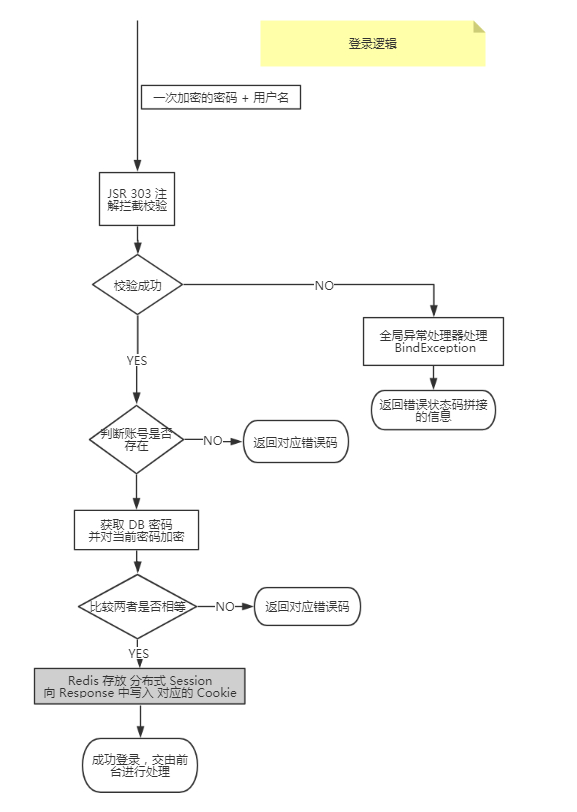 登录逻辑
一次加密的密码 + 用户名
JSR 303 注
解拦截校验
校验成功
NO
全局异常处理器处理
BindException
YES
返回错误状态码拼接
的信息
判断账号是否
存在
NO
返回对应错误码
获取 DB 密码
并对当前密码加密
比较两者是否相等
NO
返回对应错误码
YES
Redis 存放 分布式 Session
向 Response 中写入 对应的 Cookie
成功登录，交由前
台进行处理